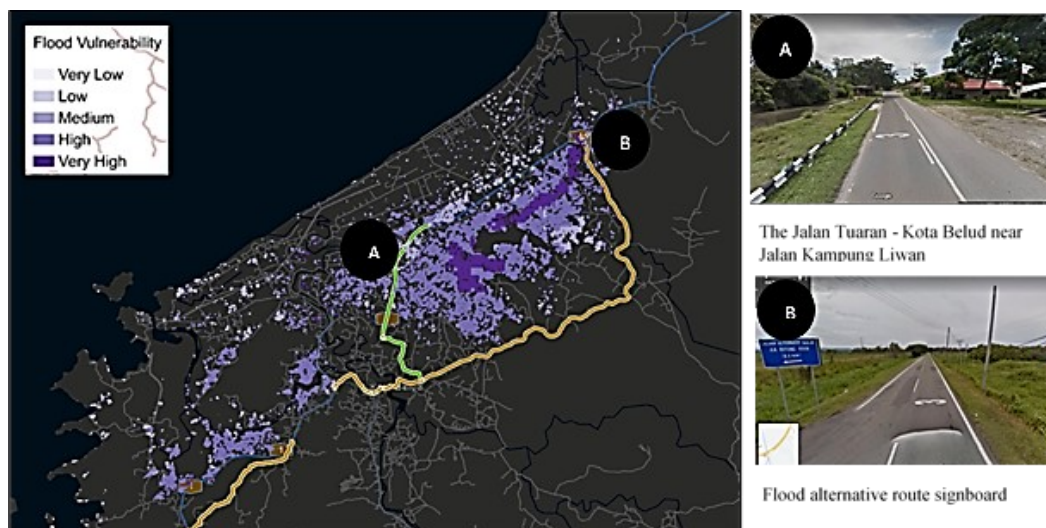 Flood Vulnerability
Very Low
Low
Medium
High
Very High
A
B
A
The Jalan Tuaran - Kota Belud near
Jalan Kampung Liwan
B
Flood alternative route signboard